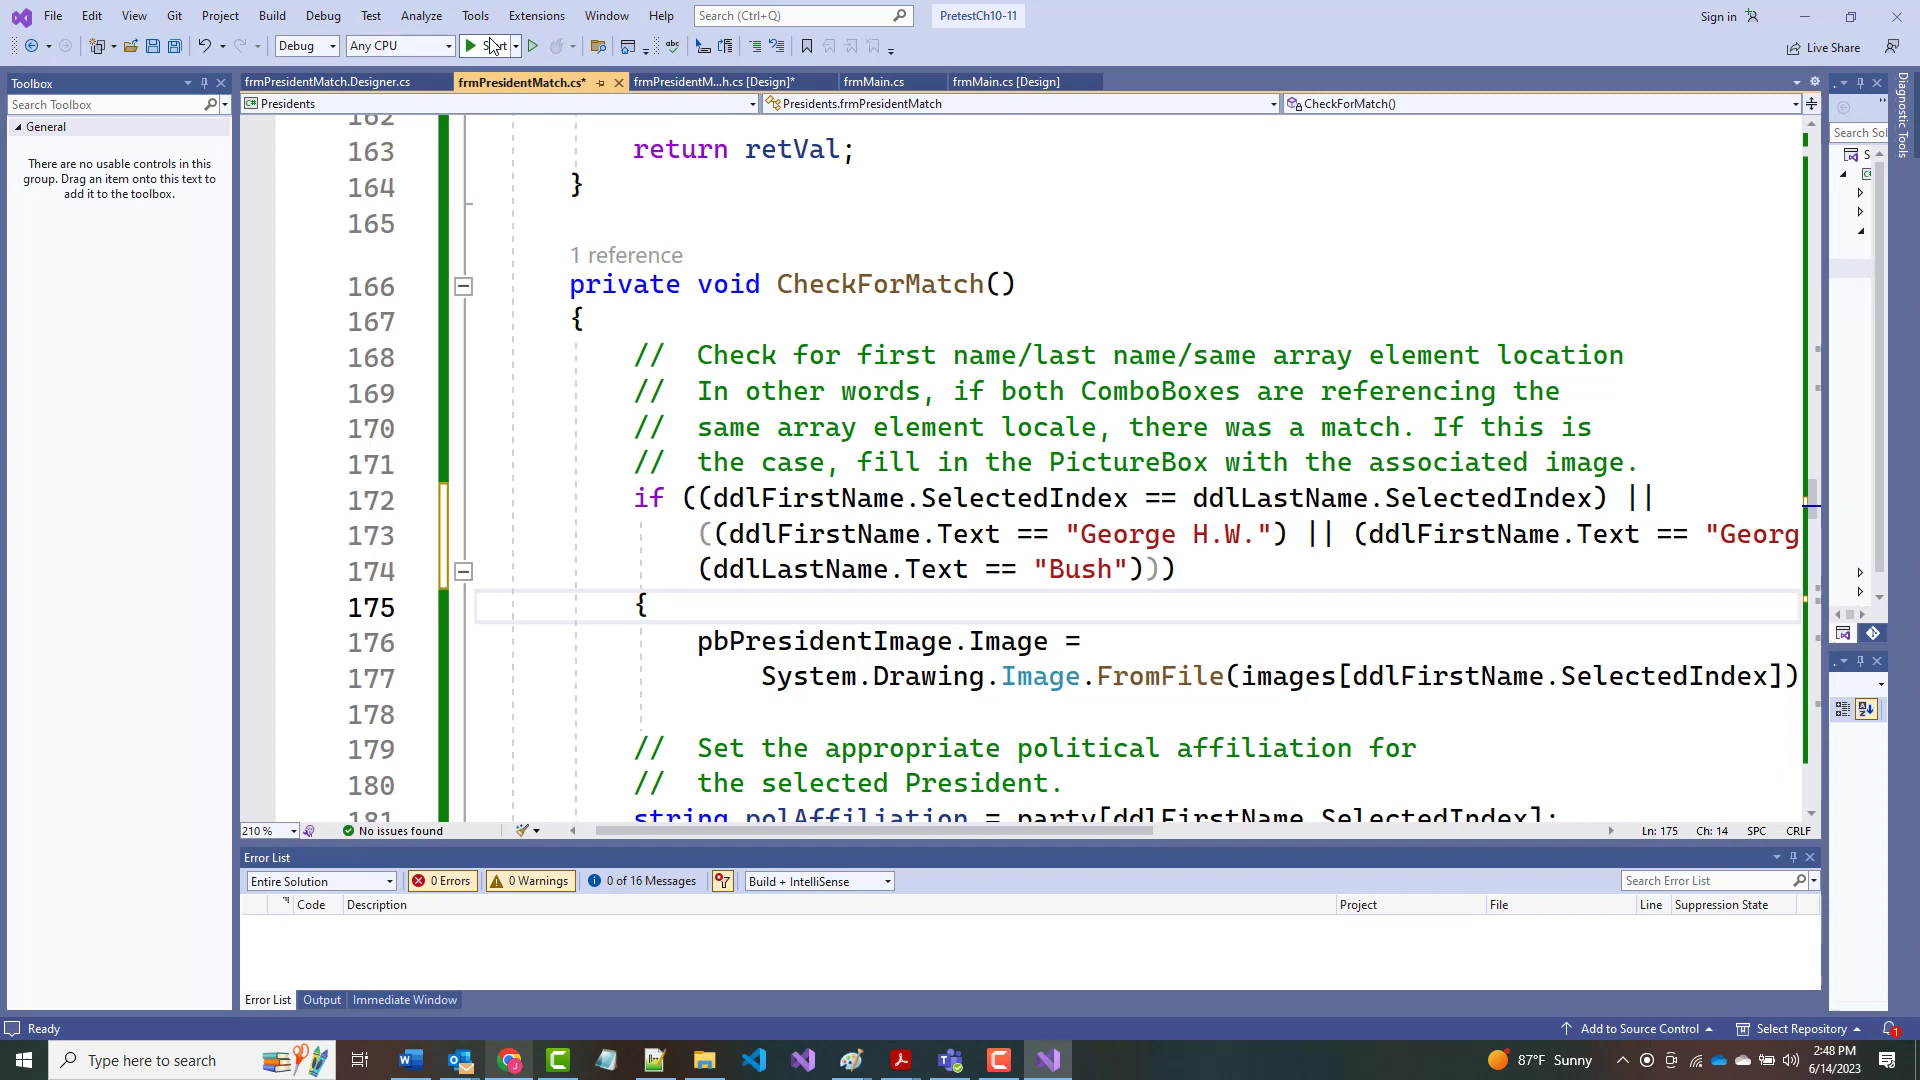 File Edit View Git Project Build Debug Test Analyze Tools Extensions Window Help Search (Ctrl+Q) PretestCh10-11 Sign in
Debug Any CPU Start Live Share
Toolbox
Search Toolbox
General
There are no usable controls in this
group. Drag an item onto this text to
add it to the toolbox.
frmPresidentMatch.Designer.cs frmPresidentMatch.cs* frmPresidentM...h.cs [Design]* frmMain.cs frmMain.cs [Design]
Presidents Presidents.frmPresidentMatch CheckForMatch()
162
163 return retVal;
164 }
165
1 reference
166 private void CheckForMatch()
167 {
168 // Check for first name/last name/same array element location
169 // In other words, if both ComboBoxes are referencing the
170 // same array element locale, there was a match. If this is
171 // the case, fill in the PictureBox with the associated image.
172 if ((ddlFirstName.SelectedIndex == ddlLastName.SelectedIndex) ||
173 ((ddlFirstName.Text == "George H.W.") || (ddlFirstName.Text == "Georg
174 (ddlLastName.Text == "Bush")))
175 {
176 pbPresidentImage.Image =
177 System.Drawing.Image.FromFile(images[ddlFirstName.SelectedIndex])
178
179 // Set the appropriate political affiliation for
180 // the selected President.
181 string polAffiliation = party[ddlFirstName.SelectedIndex];
210 % No issues found Ln: 175 Ch: 14 SPC CRLF
Error List
Entire Solution 0 Errors 0 Warnings 0 of 16 Messages Build + IntelliSense Search Error List
Code Description Project File Line Suppression State
Error List Output Immediate Window
Ready Add to Source Control Select Repository 1
Type here to search 87°F Sunny 2:48 PM
6/14/2023
Search Sol
S
Diagnostic Tools